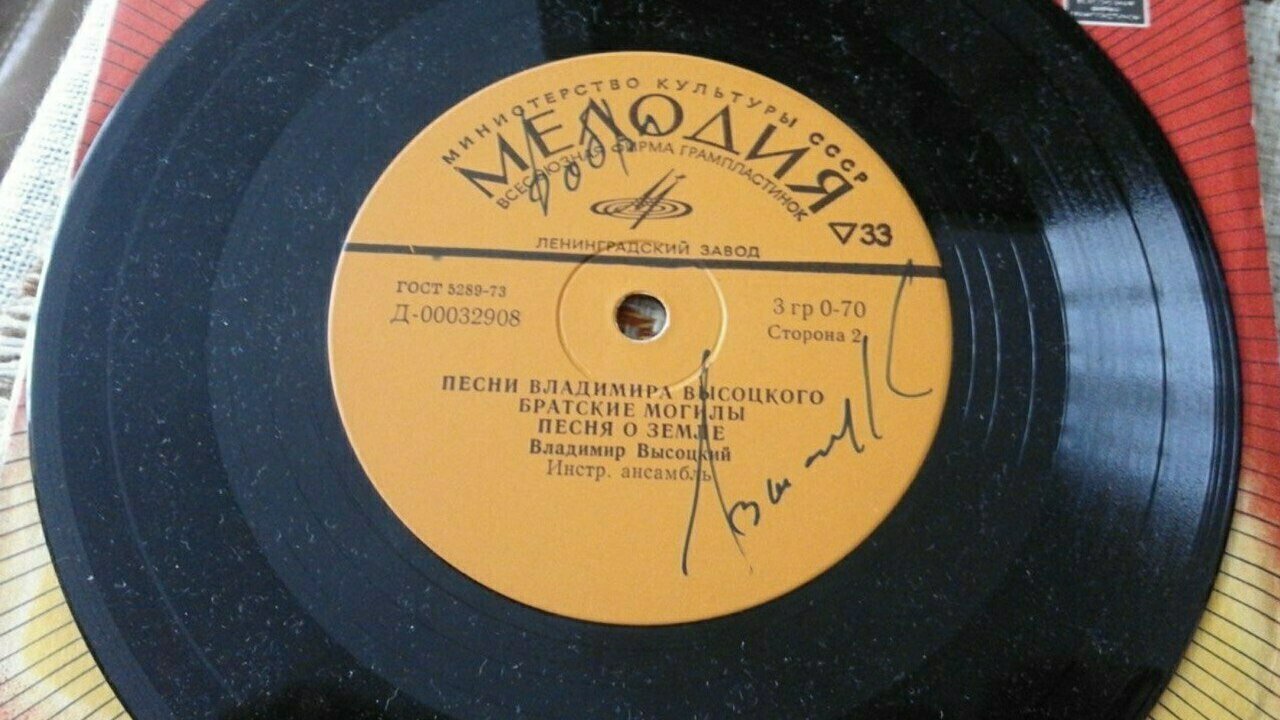 МИНИСТЕРСТВО КУЛЬТУРЫ СССР
МЕЛОДИЯ
ВСЕСОЮЗНАЯ ФИРМА ГРАМПЛАСТИНОК
▽33
ЛЕНИНГРАДСКИЙ ЗАВОД
ГОСТ 5289-73
Д-00032908
3 гр 0-70
Сторона 2
ПЕСНИ ВЛАДИМИРА ВЫСОЦКОГО
БРАТСКИЕ МОГИЛЫ
ПЕСНЯ О ЗЕМЛЕ
Владимир Высоцкий
Инстр. ансамбль